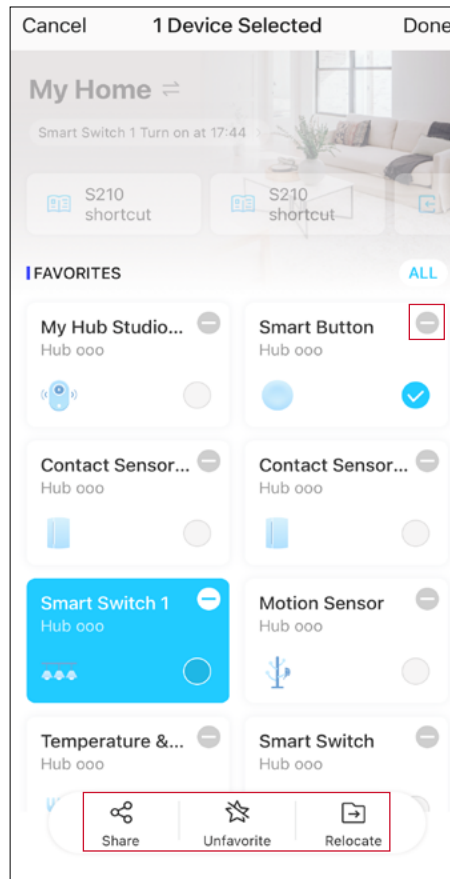 Cancel 1 Device Selected Done
My Home
Smart Switch 1 Turn on at 17:44
S210 S210
shortcut shortcut
FAVORITES ALL
My Hub Studio... Smart Button
Hub ooo Hub ooo
Contact Sensor... Contact Sensor...
Hub ooo Hub ooo
Smart Switch 1 Motion Sensor
Hub ooo Hub ooo
Temperature &... Smart Switch
Hub ooo Hub ooo
Share Unfavorite Relocate